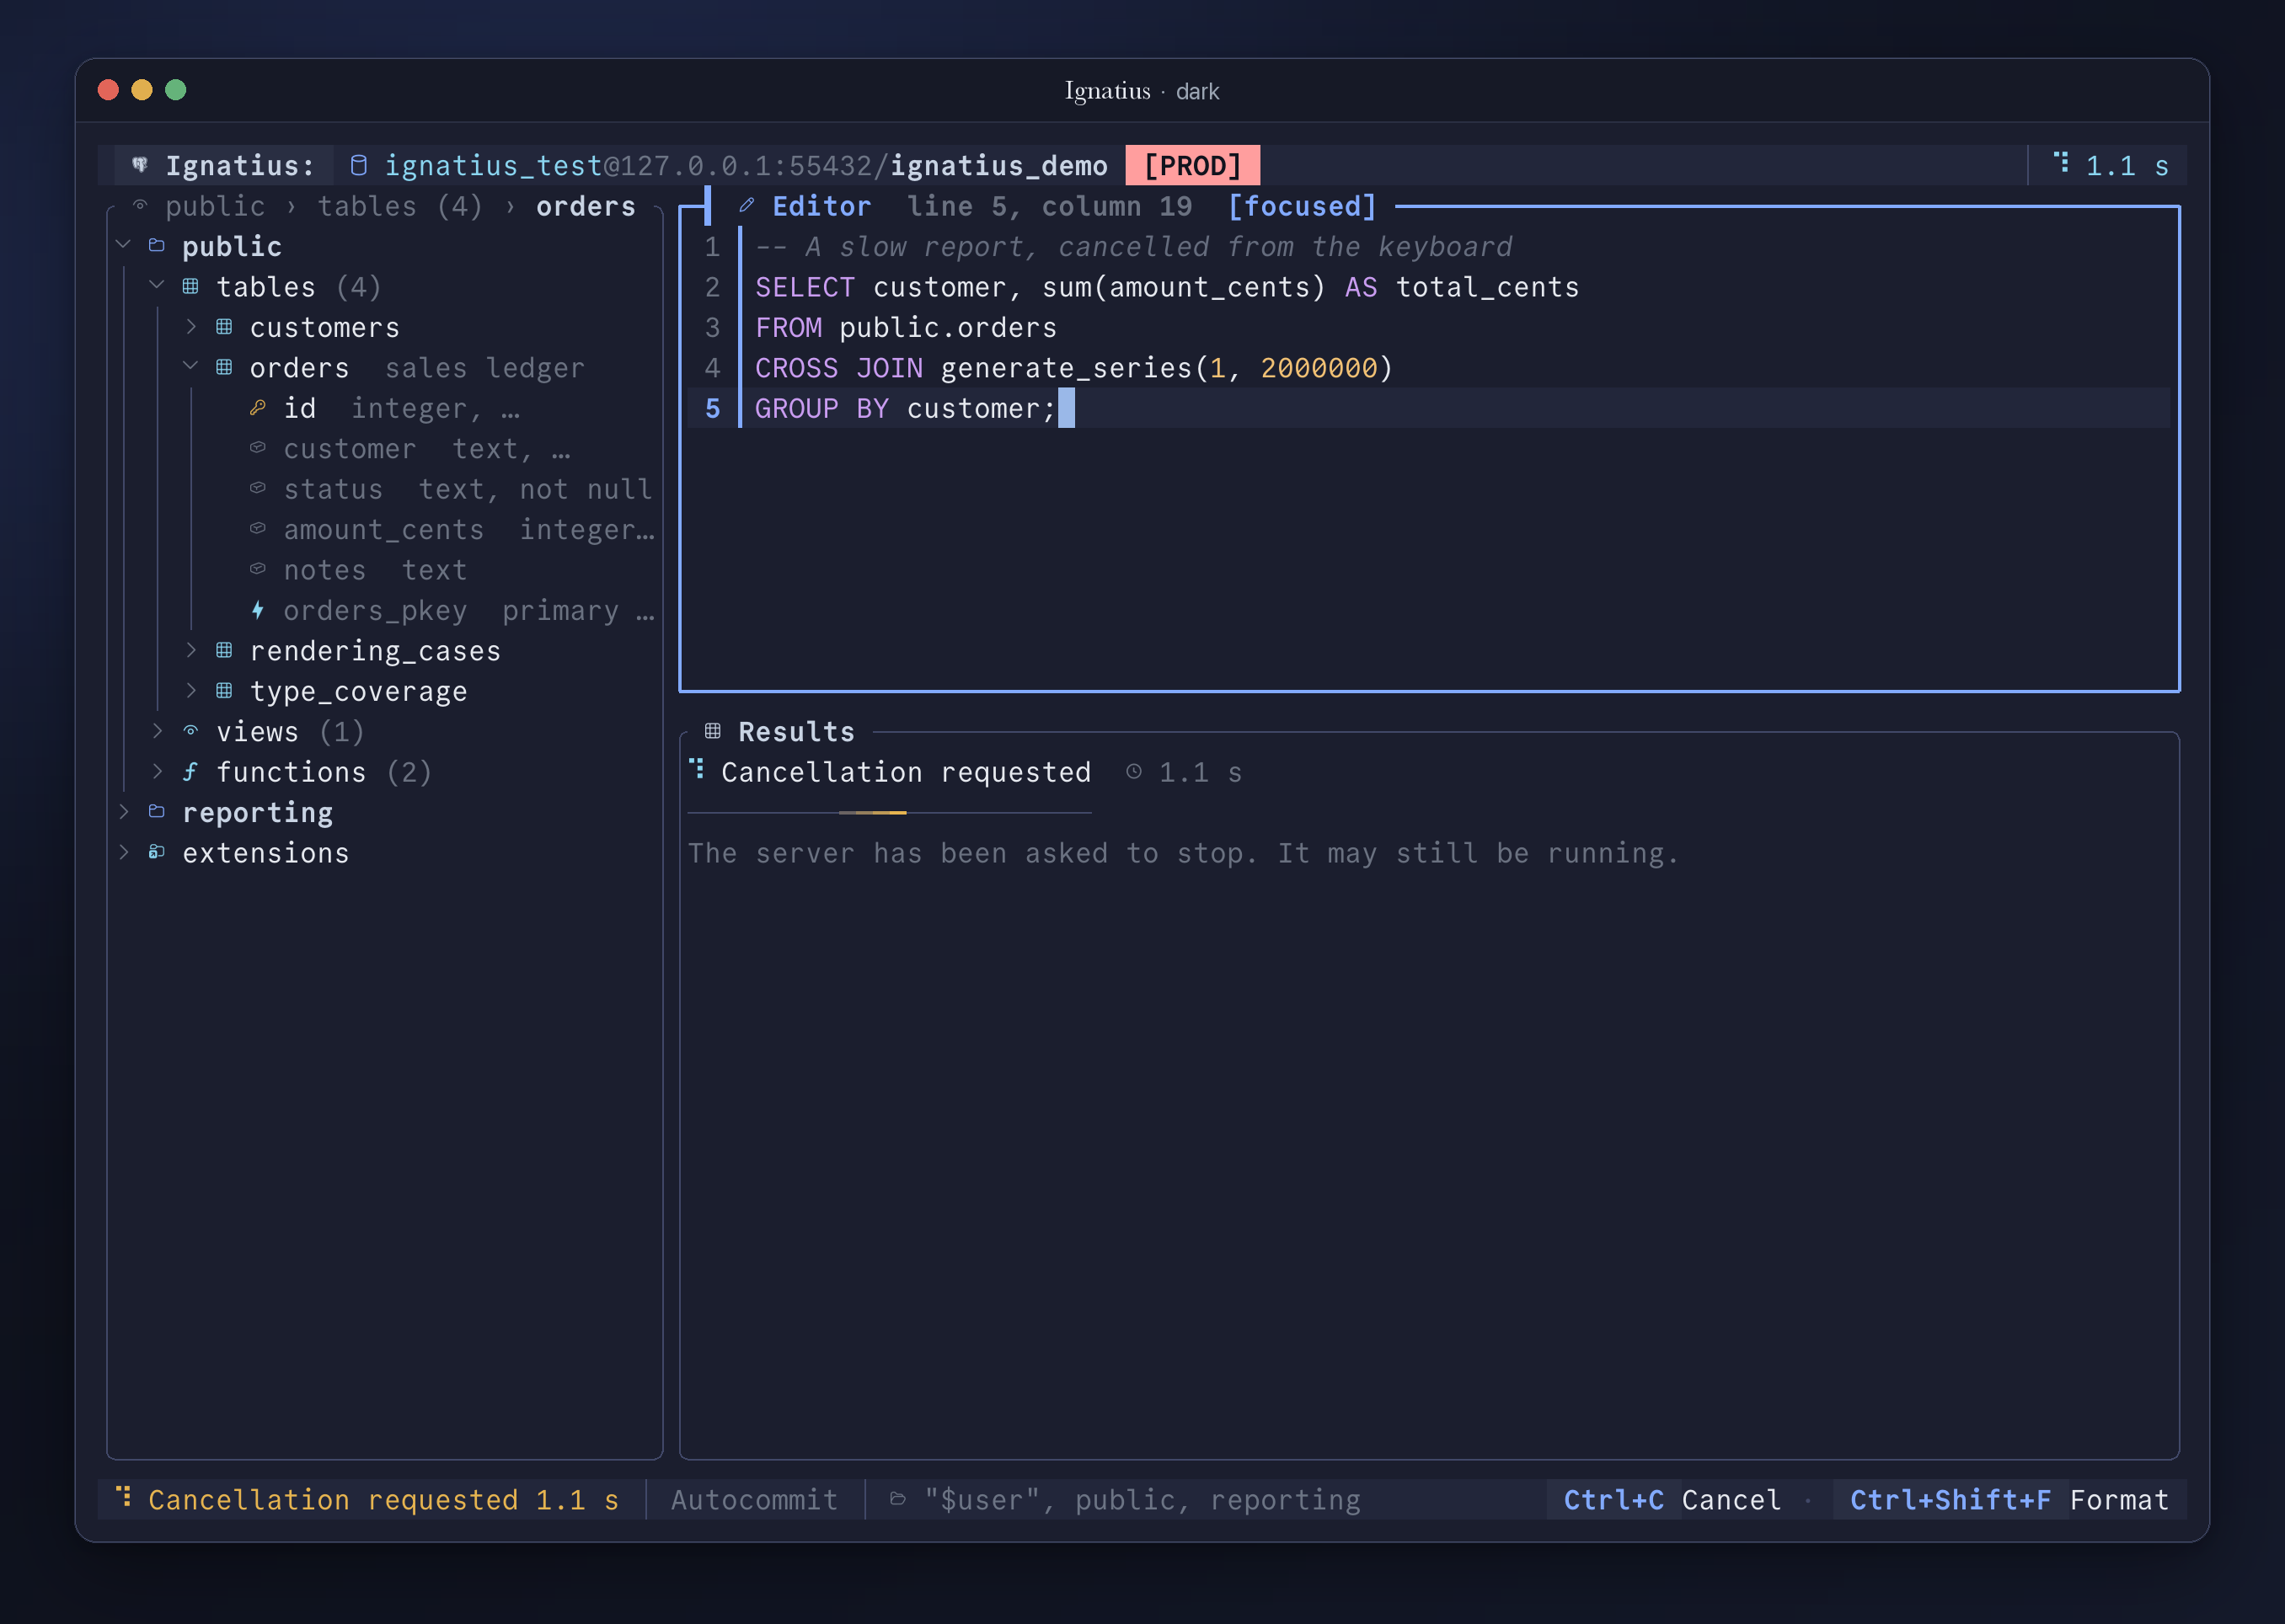 Ignatius · dark
Ignatius: ignatius_test@127.0.0.1:55432/ignatius_demo [PROD] 1.1 s
public › tables (4) › orders
public
tables (4)
customers
orders sales ledger
id integer, …
customer text, …
status text, not null
amount_cents integer…
notes text
orders_pkey primary …
rendering_cases
type_coverage
views (1)
functions (2)
reporting
extensions
Editor line 5, column 19 [focused]
1 -- A slow report, cancelled from the keyboard
2 SELECT customer, sum(amount_cents) AS total_cents
3 FROM public.orders
4 CROSS JOIN generate_series(1, 2000000)
5 GROUP BY customer;
Results
Cancellation requested 1.1 s
The server has been asked to stop. It may still be running.
Cancellation requested 1.1 s Autocommit "$user", public, reporting Ctrl+C Cancel · Ctrl+Shift+F Format